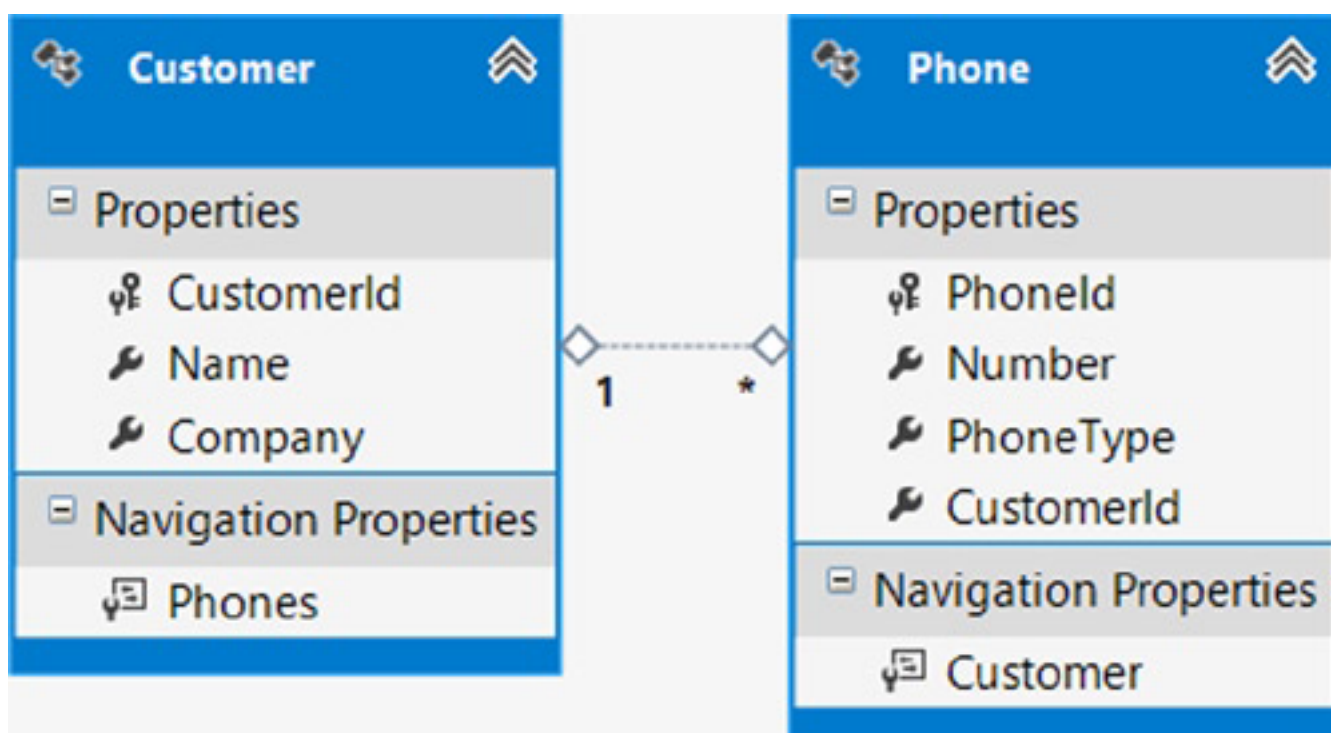 Customer
Properties
CustomerId
Name
Company
Navigation Properties
Phones
1
*
Phone
Properties
PhoneId
Number
PhoneType
CustomerId
Navigation Properties
Customer